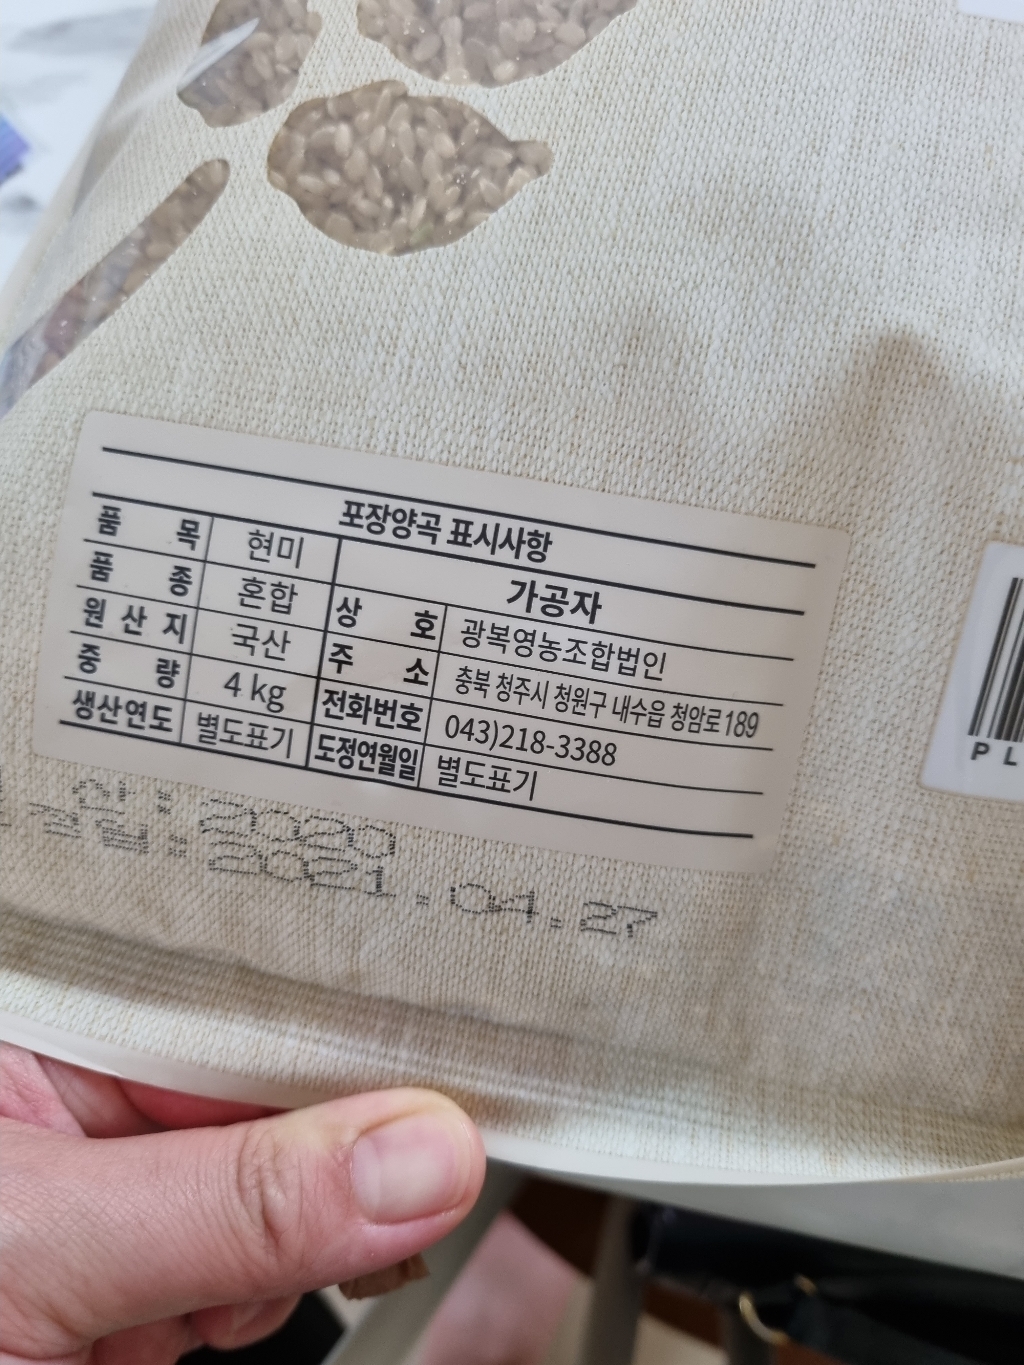 포장양곡 표시사항
품 목 현미 가공자
품 종 혼합 상 호 광복영농조합법인
원 산 지 국산 주 소 충북 청주시 청원구 내수읍 청암로 189
중 량 4 kg 전화번호 043)218-3388
생산연도 별도표기 도정연월일 별도표기
산 : 2020
일 : 2021.04.27
P L